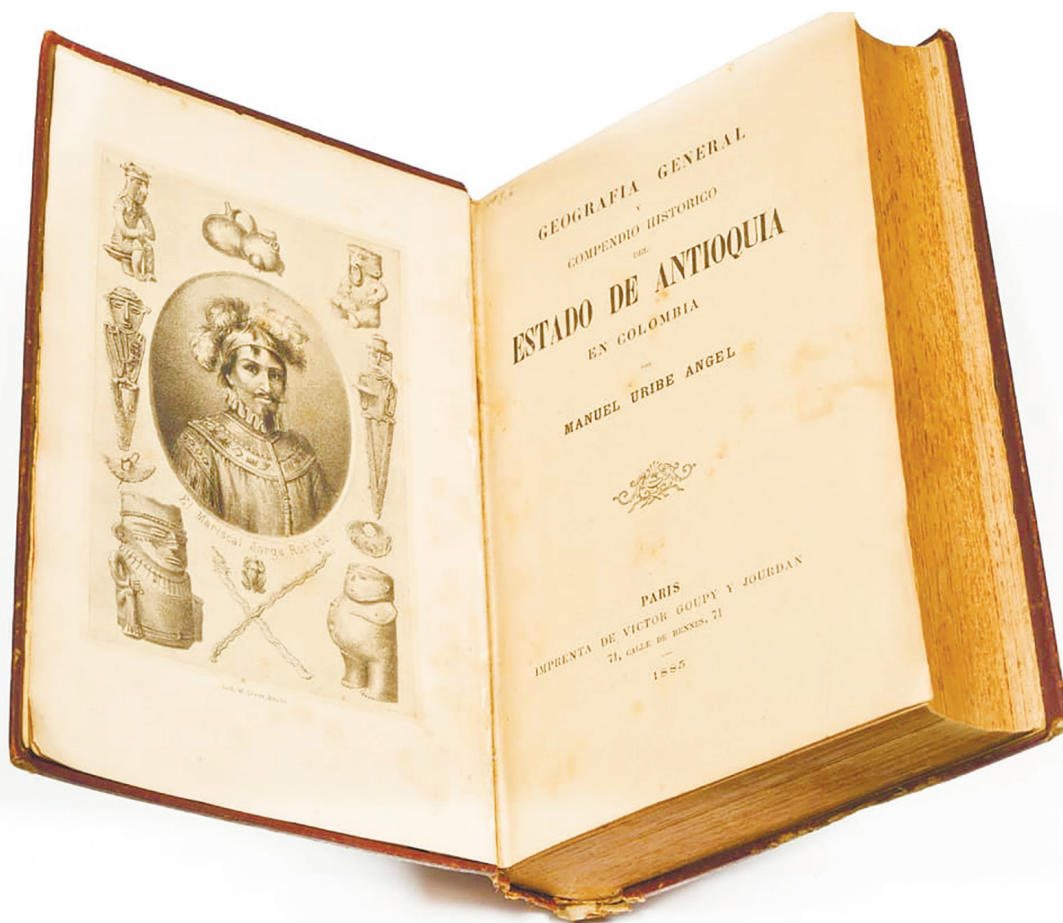 El Mariscal Jorge Robledo
GEOGRAFIA GENERAL
Y
COMPENDIO HISTORICO
DEL
ESTADO DE ANTIOQUIA
EN COLOMBIA
POR
MANUEL URIBE ANGEL
PARIS
IMPRENTA DE VICTOR GOUPY Y JOURDAN
71, CALLE DE RENNES, 71
1885